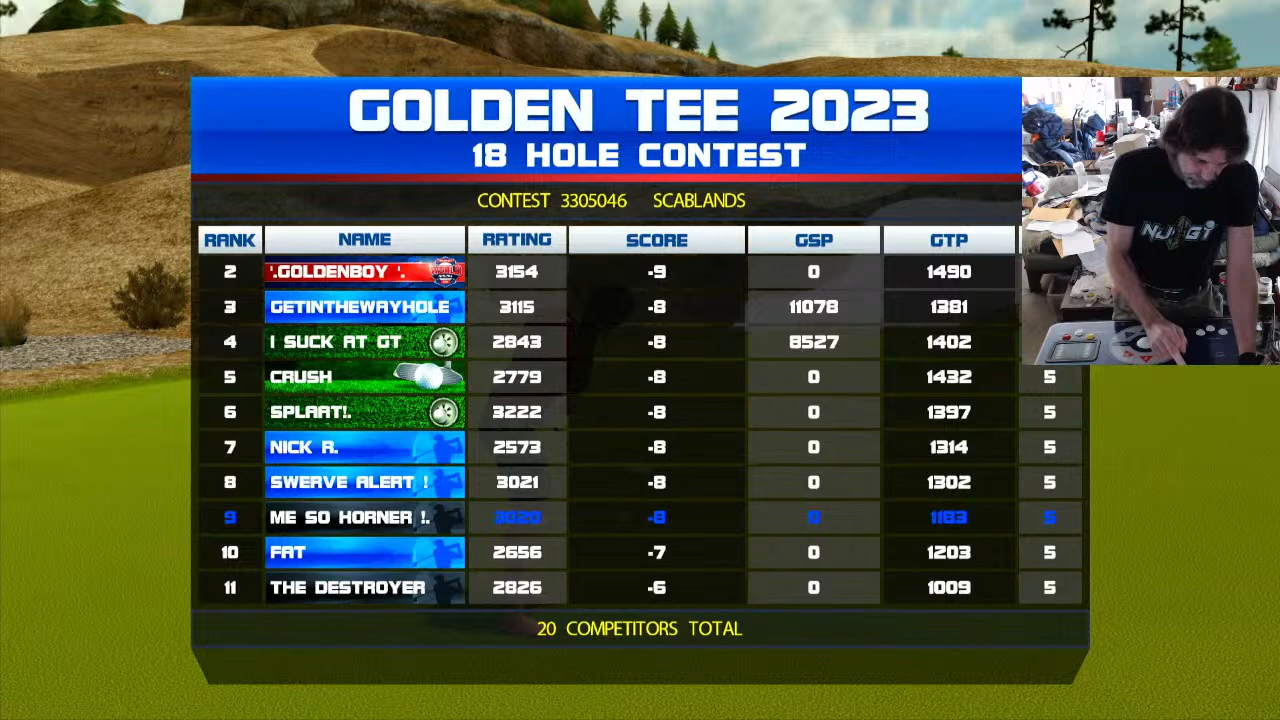 GOLDEN TEE 2023
18 HOLE CONTEST
CONTEST 3305046 SCABLANDS
RANK NAME RATING SCORE GSP GTP
2 '.GOLDENBOY '. 3154 -9 0 1490
3 GETINTHEWAYHOLE 3115 -8 11078 1381
4 I SUCK AT GT 2843 -8 8527 1402
5 CRUSH 2779 -8 0 1432 5
6 SPLAAT!. 3222 -8 0 1397 5
7 NICK R. 2573 -8 0 1314 5
8 SWERVE ALERT ! 3021 -8 0 1302 5
9 ME SO HORNER !. 3020 -8 0 1183 5
10 FAT 2656 -7 0 1203 5
11 THE DESTROYER 2826 -6 0 1009 5
20 COMPETITORS TOTAL